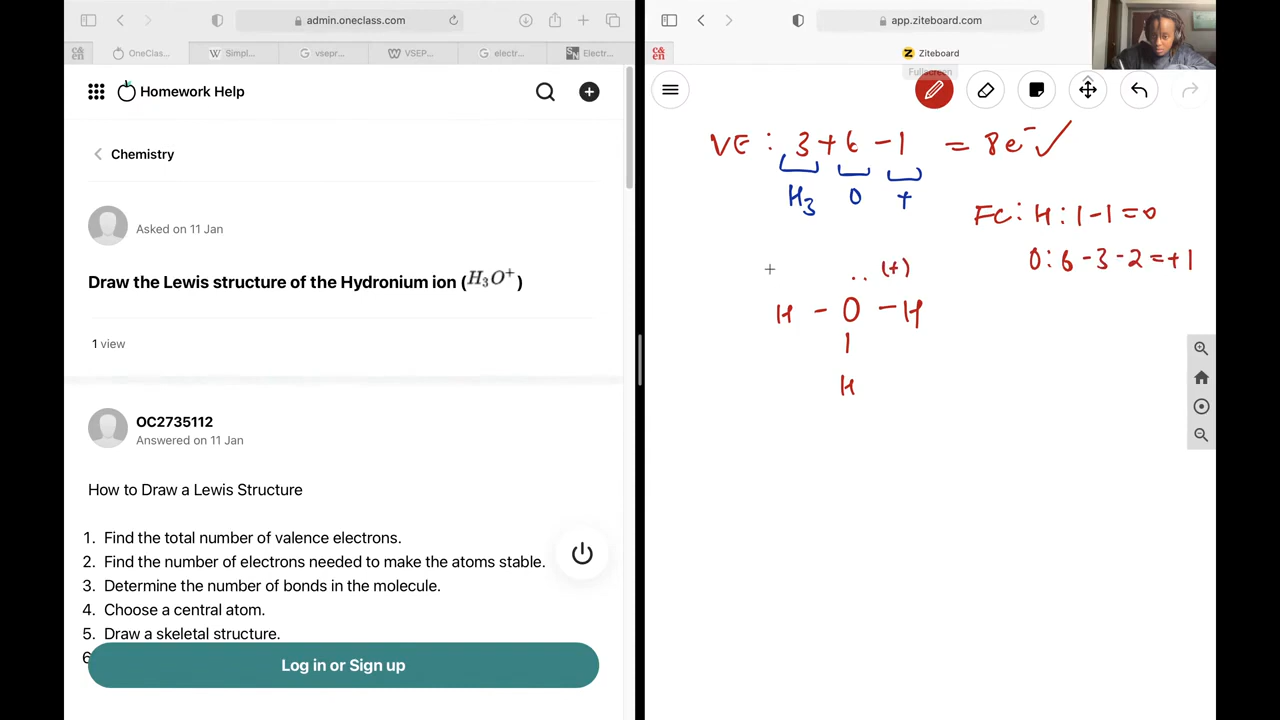 admin.oneclass.com
OneClas...
Simpl...
vsepr...
VSEP...
electr...
Electr...
Homework Help
Chemistry
Asked on 11 Jan
Draw the Lewis structure of the Hydronium ion (H₃O⁺)
1 view
OC2735112
Answered on 11 Jan
How to Draw a Lewis Structure
1. Find the total number of valence electrons.
2. Find the number of electrons needed to make the atoms stable.
3. Determine the number of bonds in the molecule.
4. Choose a central atom.
5. Draw a skeletal structure.
6
Log in or Sign up
app.ziteboard.com
c&en
c&en
Z Ziteboard
Fullscreen
VE : 3 + 6 - 1 = 8e⁻ ✓
H₃ O +
FC : H : 1 - 1 = 0
O : 6 - 3 - 2 = +1
.. (+)
H - O - H
|
H